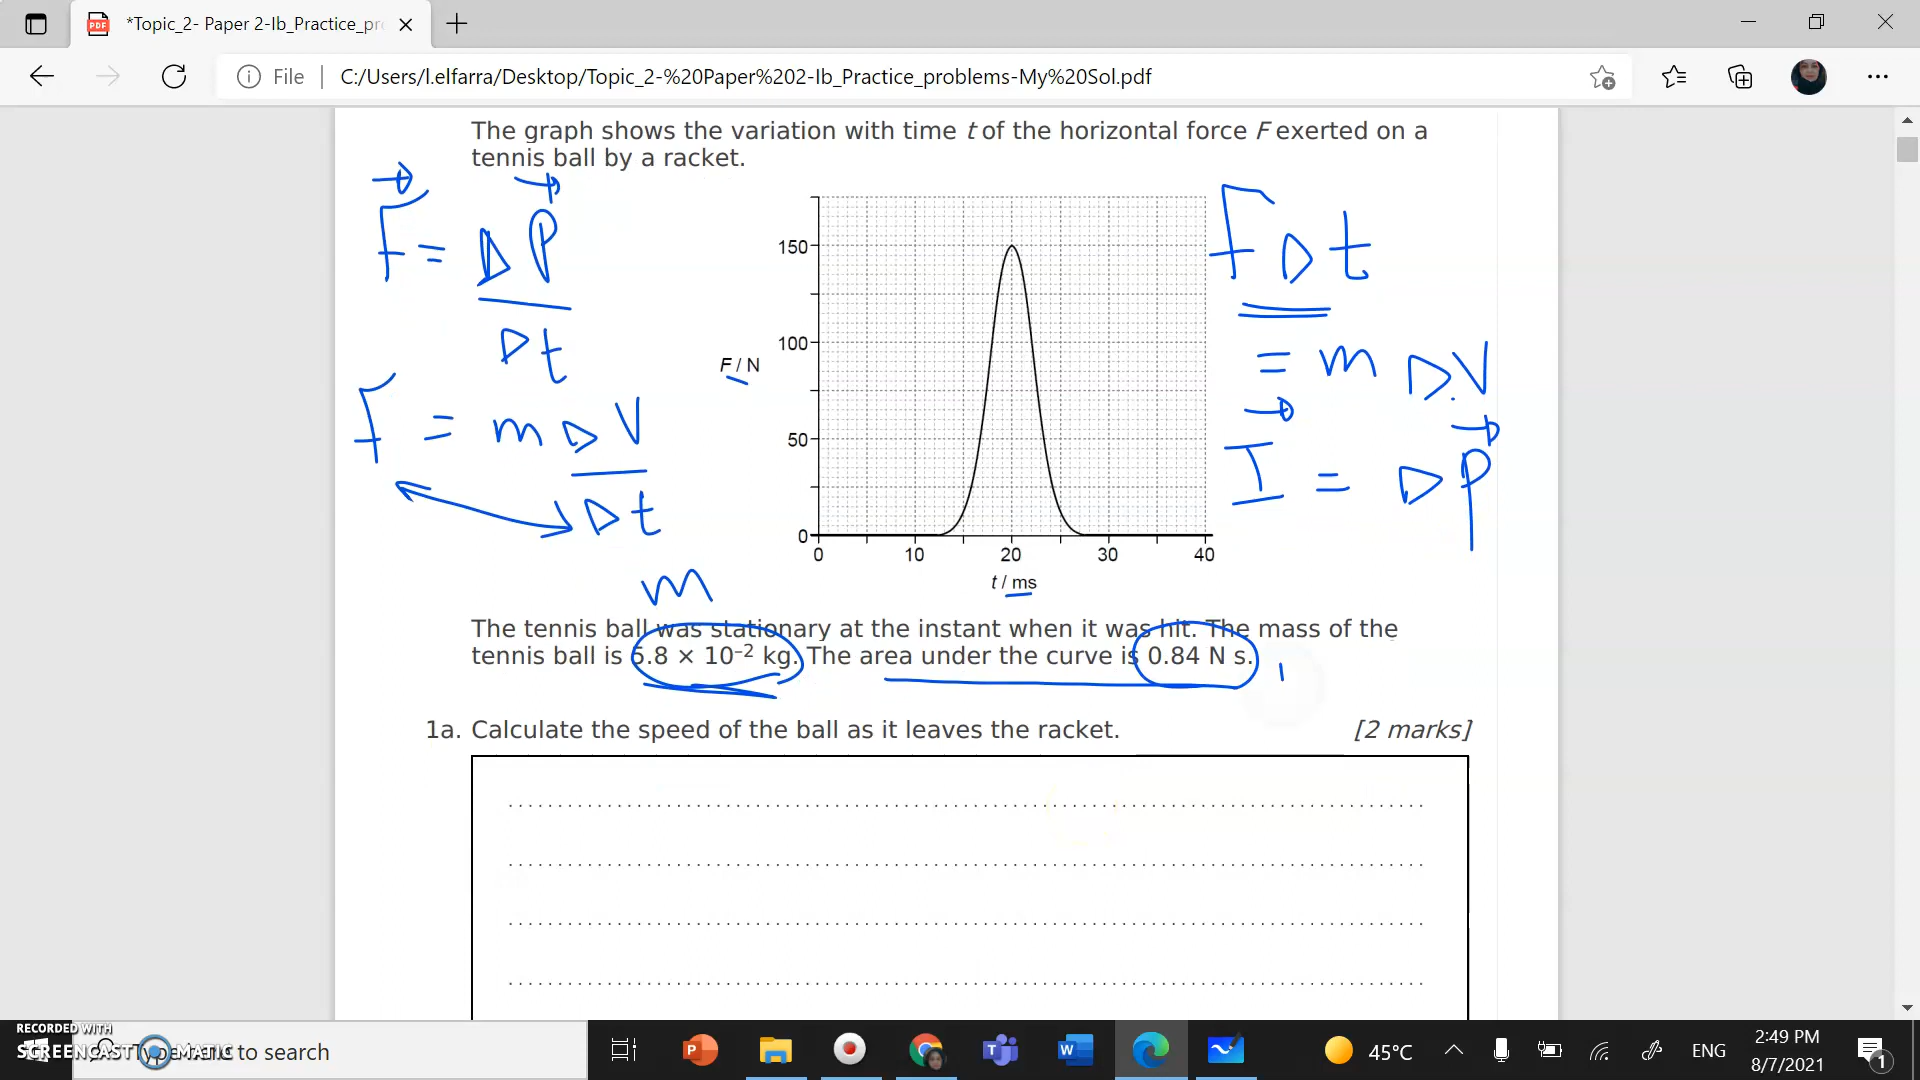 *Topic_2- Paper 2-Ib_Practice_pr
File
C:/Users/l.elfarra/Desktop/Topic_2-%20Paper%202-Ib_Practice_problems-My%20Sol.pdf
The graph shows the variation with time t of the horizontal force F exerted on a
tennis ball by a racket.
F = ΔP
Δt
F = m ΔV
Δt
150
100
50
0
F / N
0 10 20 30 40
t / ms
F Δ t
= m ΔV
I = Δ P
m
The tennis ball was stationary at the instant when it was hit. The mass of the
tennis ball is 5.8 × 10⁻² kg. The area under the curve is 0.84 N s.
1a. Calculate the speed of the ball as it leaves the racket. [2 marks]
RECORDED WITH
SCREENCAST MATIC
to search
45°C
ENG
2:49 PM
8/7/2021
1